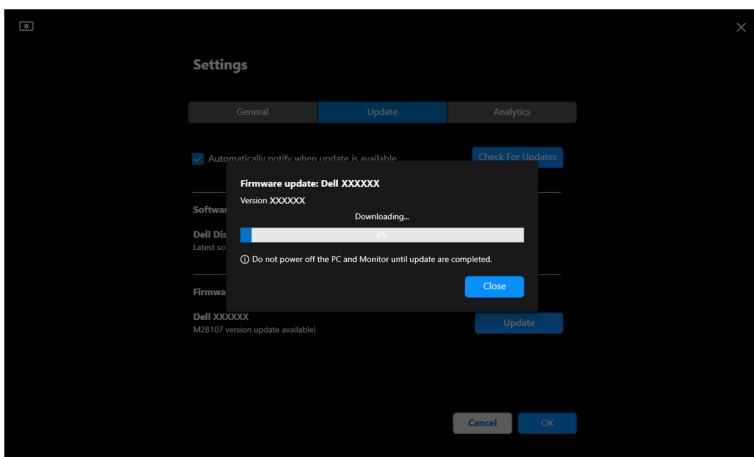 Settings
General Update Analytics
Automatically notify when update is available
Check For Updates
Firmware update: Dell XXXXXX
Version XXXXXX
Downloading...
4%
Softwa
Dell Dis
Latest so
Do not power off the PC and Monitor until update are completed.
Close
Firmwa
Dell XXXXXX
M2B107 version update available!
Update
Cancel OK